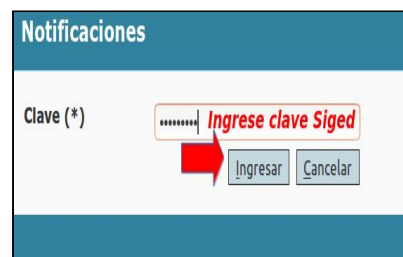 Notificaciones
Clave (*) ••••••••• Ingrese clave Siged
Ingresar Cancelar